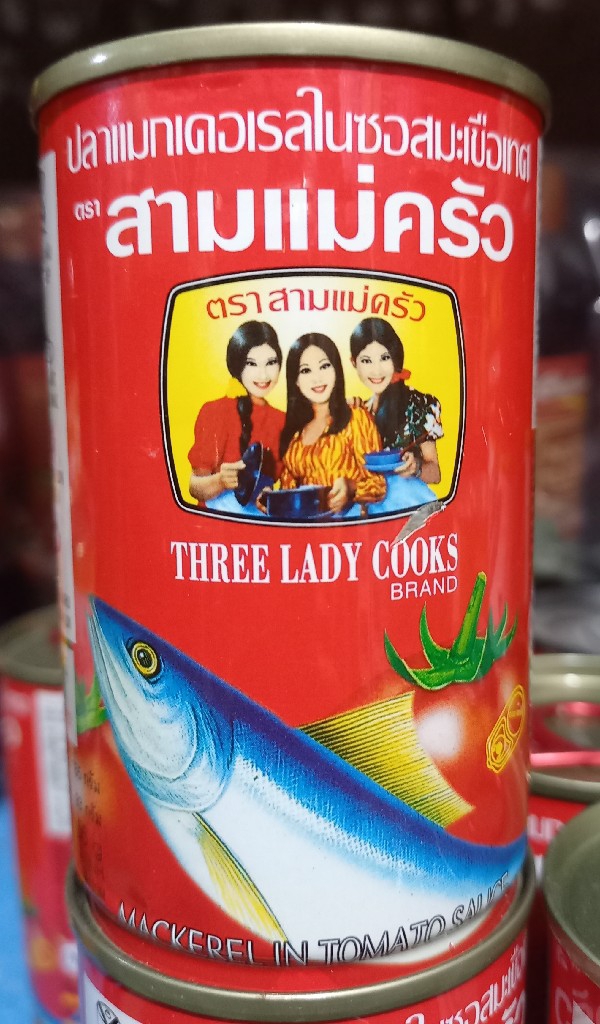 ปลาแมกเคอเรลในซอสมะเขือเทศ
ตรา สามแม่ครัว
ตราสามแม่ครัว
THREE LADY COOKS
BRAND
MACKEREL IN TOMATO SAUCE